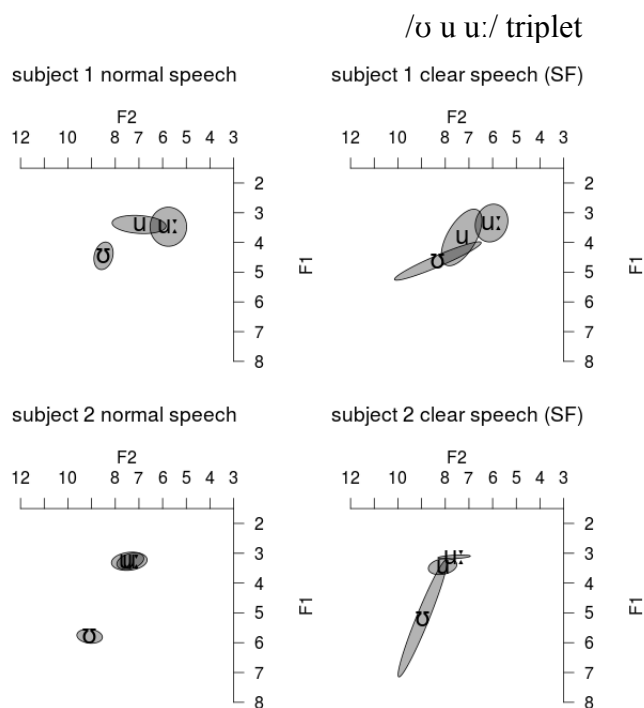 /ʊ u uː/ triplet
subject 1 normal speech
F2
12 10 8 7 6 5 4 3
2
3
4
5
6
7
8
F1
u uː
ʊ
subject 1 clear speech (SF)
F2
12 10 8 7 6 5 4 3
2
3
4
5
6
7
8
F1
uː
u
ʊ
subject 2 normal speech
F2
12 10 8 7 6 5 4 3
2
3
4
5
6
7
8
F1
u uː
ʊ
subject 2 clear speech (SF)
F2
12 10 8 7 6 5 4 3
2
3
4
5
6
7
8
F1
uː
u
ʊ